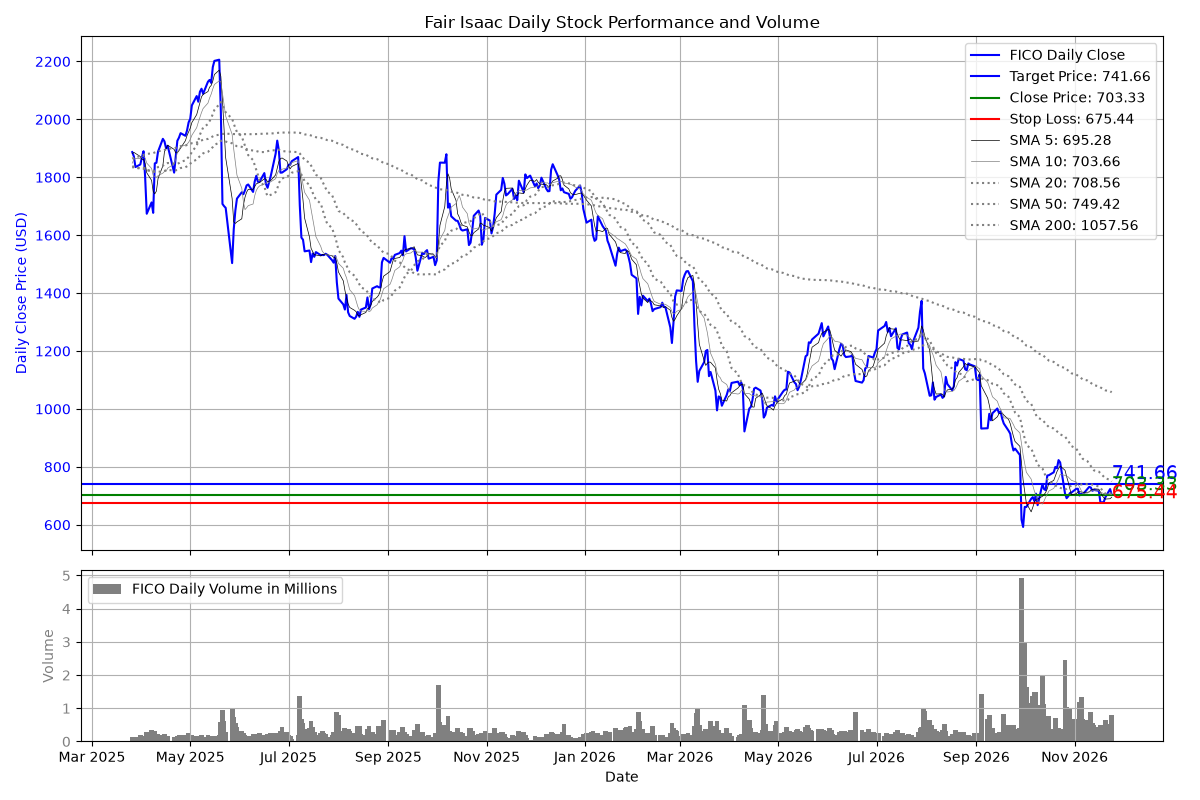 Fair Isaac Daily Stock Performance and Volume
Daily Close Price (USD)
2200
2000
1800
1600
1400
1200
1000
800
600
FICO Daily Close
Target Price: 741.66
Close Price: 703.33
Stop Loss: 675.44
SMA 5: 695.28
SMA 10: 703.66
SMA 20: 708.56
SMA 50: 749.42
SMA 200: 1057.56
741.66
703.33
675.44
FICO Daily Volume in Millions
Volume
5
4
3
2
1
0
Mar 2025 May 2025 Jul 2025 Sep 2025 Nov 2025 Jan 2026 Mar 2026 May 2026 Jul 2026 Sep 2026 Nov 2026
Date